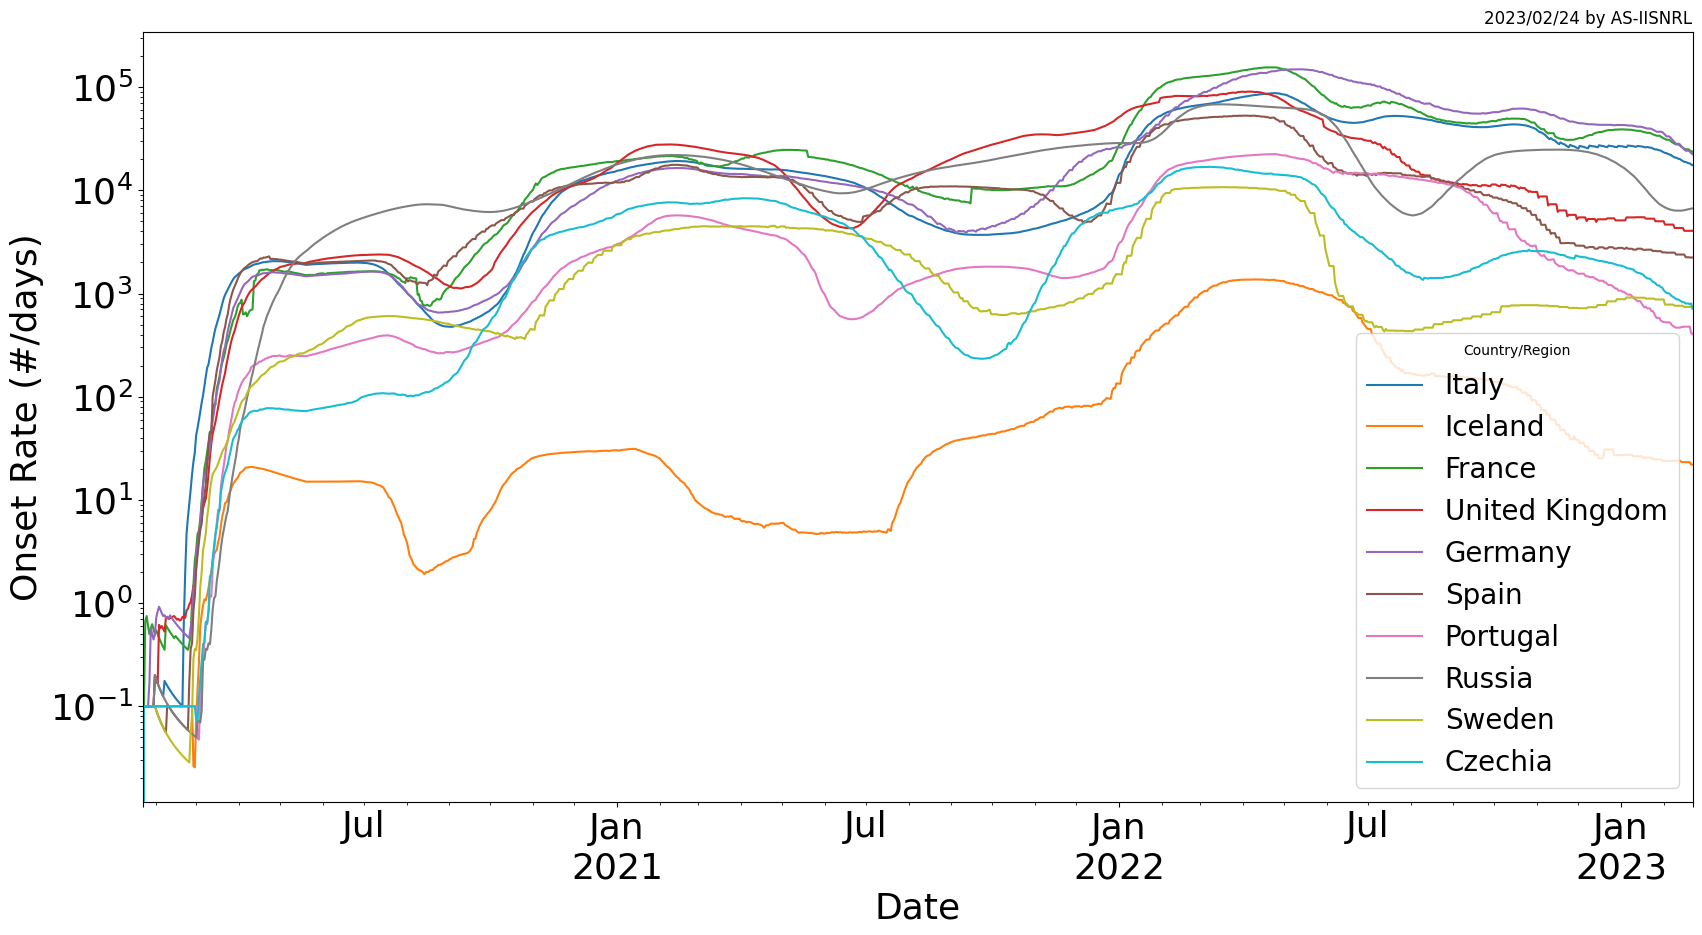 2023/02/24 by AS-IISNRL
Onset Rate (#/days)
10^5
10^4
10^3
10^2
10^1
10^0
10^−1
Country/Region
Italy
Iceland
France
United Kingdom
Germany
Spain
Portugal
Russia
Sweden
Czechia
Jul Jan Jul Jan Jul Jan
2021 2022 2023
Date